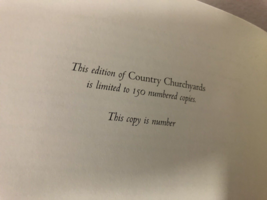 This edition of Country Churchyards
is limited to 150 numbered copies.
This copy is number